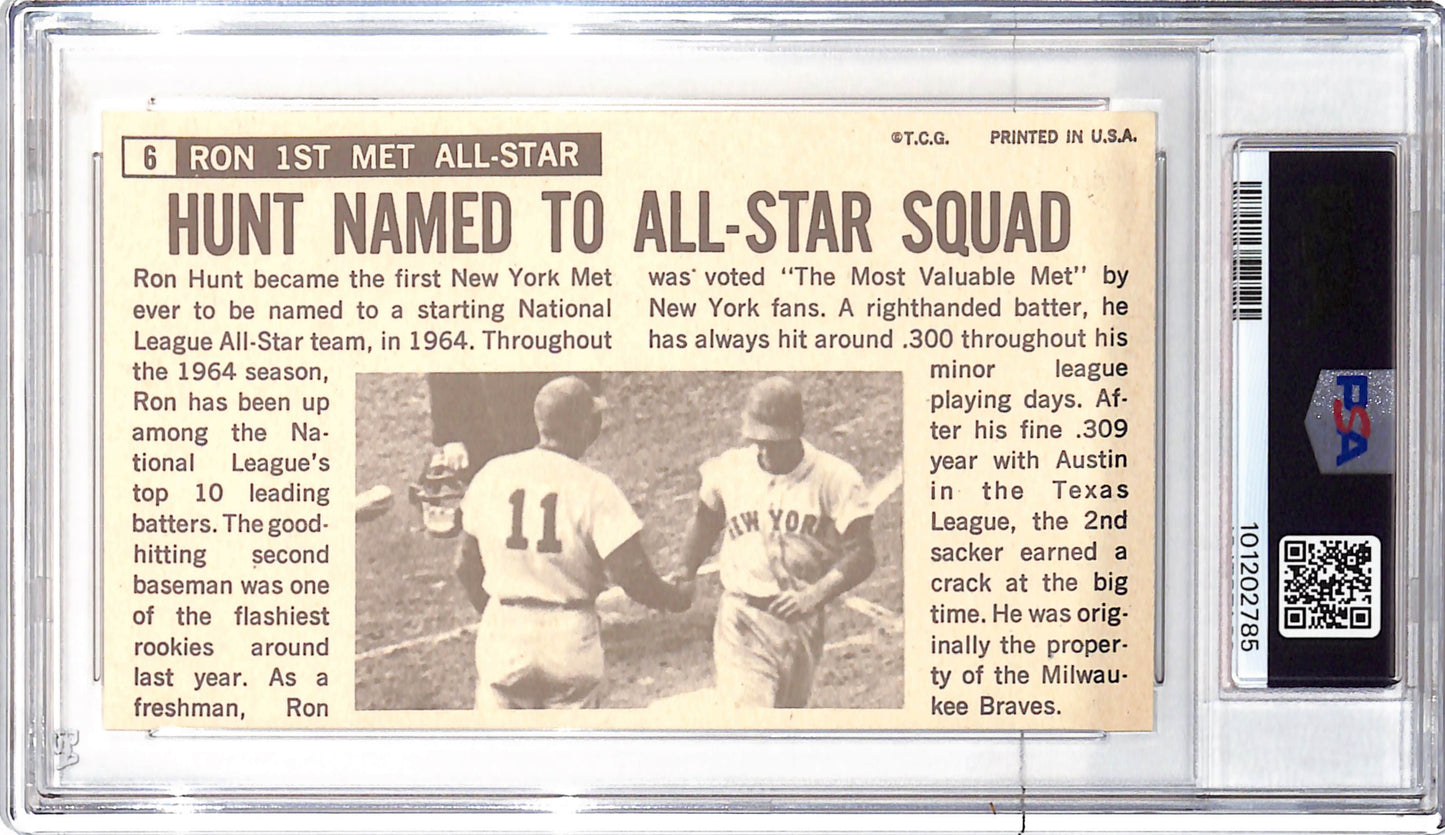 6 RON 1ST MET ALL-STAR
©T.C.G. PRINTED IN U.S.A.
HUNT NAMED TO ALL-STAR SQUAD
Ron Hunt became the first New York Met
ever to be named to a starting National
League All-Star team, in 1964. Throughout
the 1964 season,
Ron has been up
among the Na-
tional League's
top 10 leading
batters. The good-
hitting second
baseman was one
of the flashiest
rookies around
last year. As a
freshman, Ron
was voted "The Most Valuable Met" by
New York fans. A righthanded batter, he
has always hit around .300 throughout his
minor league
playing days. Af-
ter his fine .309
year with Austin
in the Texas
League, the 2nd
sacker earned a
crack at the big
time. He was orig-
inally the proper-
ty of the Milwau-
kee Braves.
11
NEW YORK
PSA
101202785